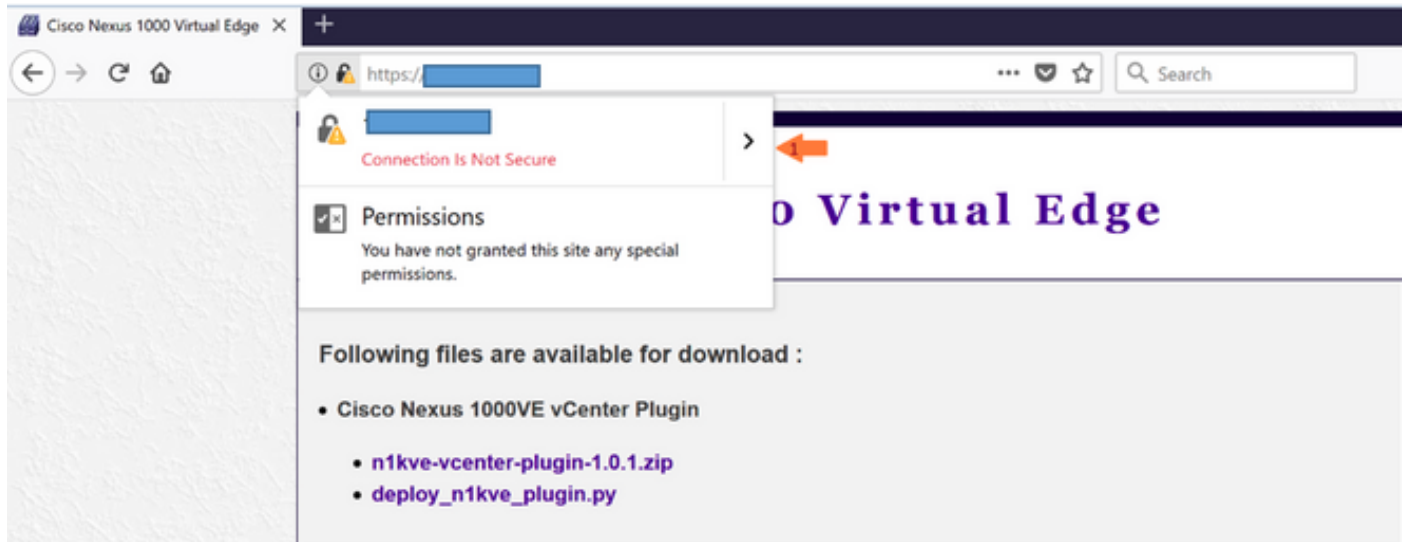 Cisco Nexus 1000 Virtual Edge
https://
Search
Connection Is Not Secure
1
Permissions
You have not granted this site any special
permissions.
o Virtual Edge
Following files are available for download :
• Cisco Nexus 1000VE vCenter Plugin
• n1kve-vcenter-plugin-1.0.1.zip
• deploy_n1kve_plugin.py